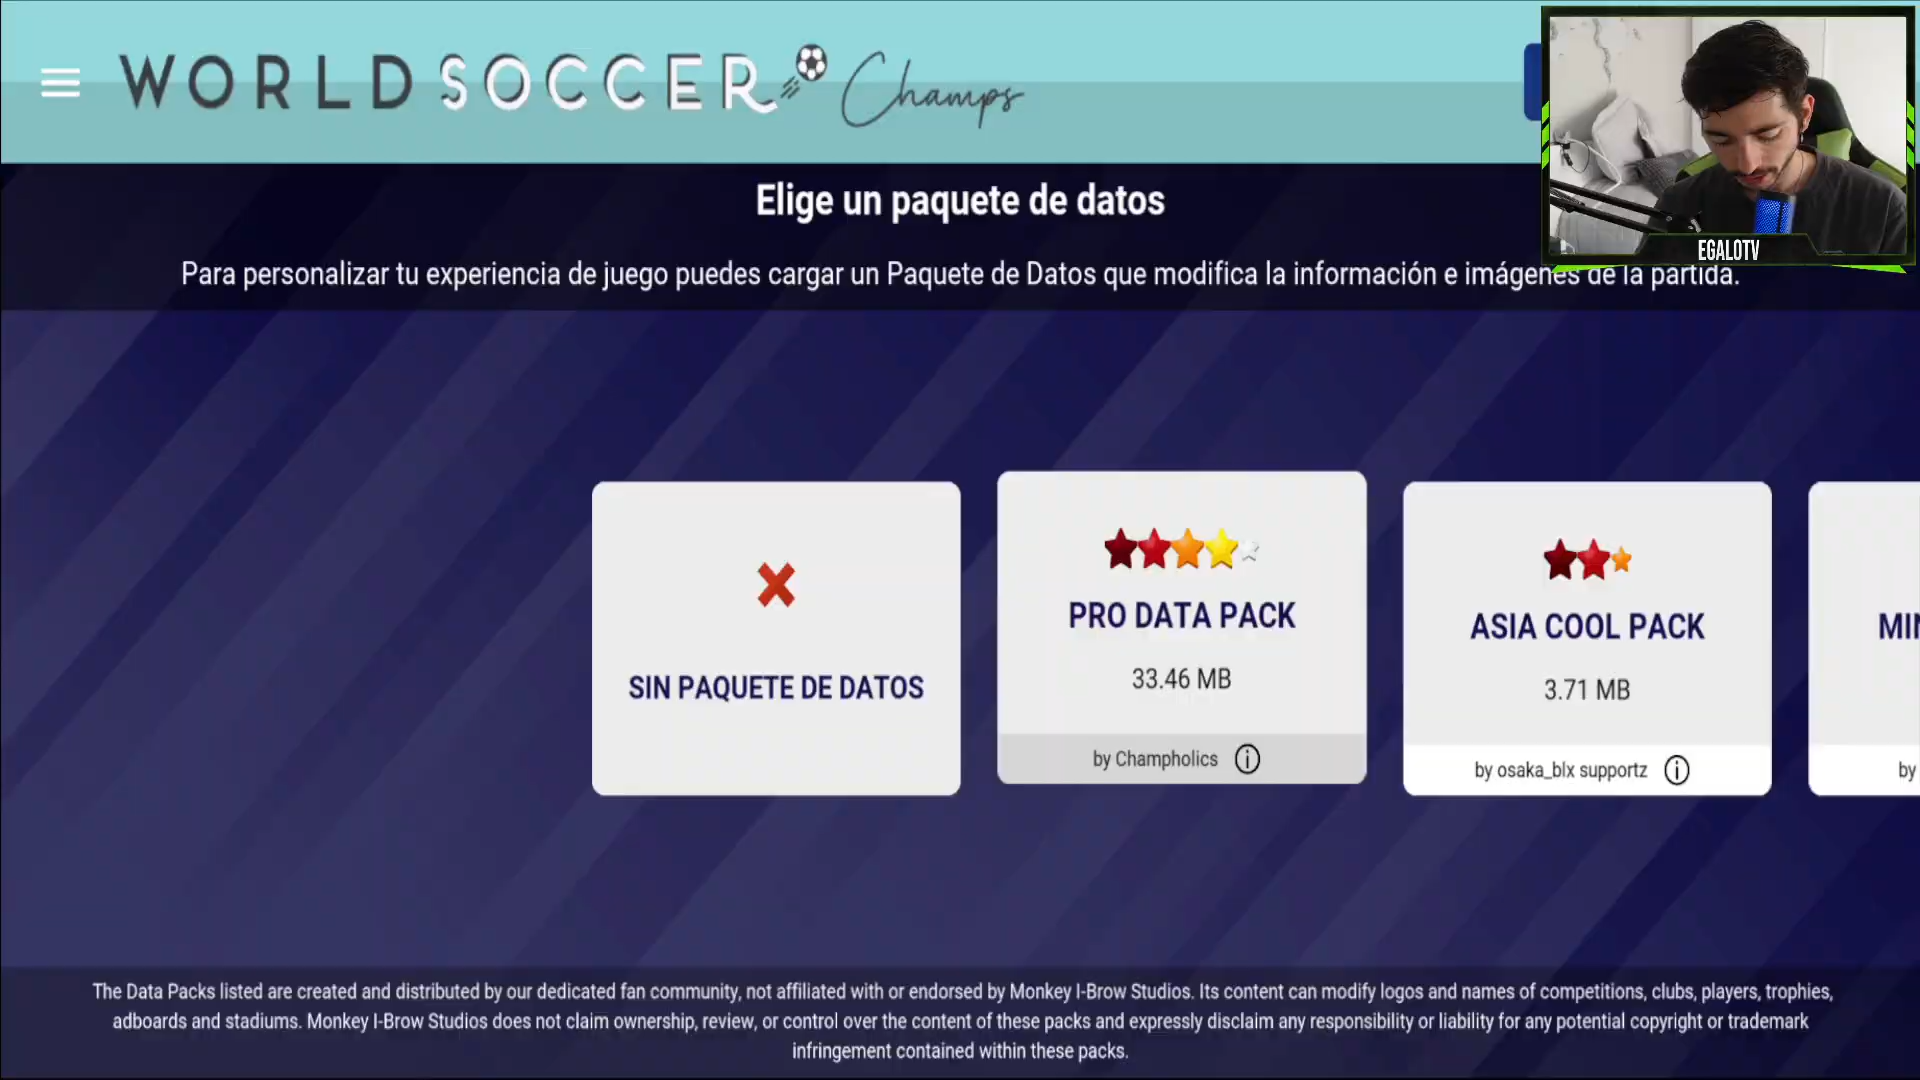 WORLD SOCCER Champs
EGALOTV
Elige un paquete de datos
Para personalizar tu experiencia de juego puedes cargar un Paquete de Datos que modifica la información e imágenes de la partida.
SIN PAQUETE DE DATOS
PRO DATA PACK
33.46 MB
by Champholics
ASIA COOL PACK
3.71 MB
by osaka_blx supportz
by
The Data Packs listed are created and distributed by our dedicated fan community, not affiliated with or endorsed by Monkey I-Brow Studios. Its content can modify logos and names of competitions, clubs, players, trophies,
adboards and stadiums. Monkey I-Brow Studios does not claim ownership, review, or control over the content of these packs and expressly disclaim any responsibility or liability for any potential copyright or trademark
infringement contained within these packs.